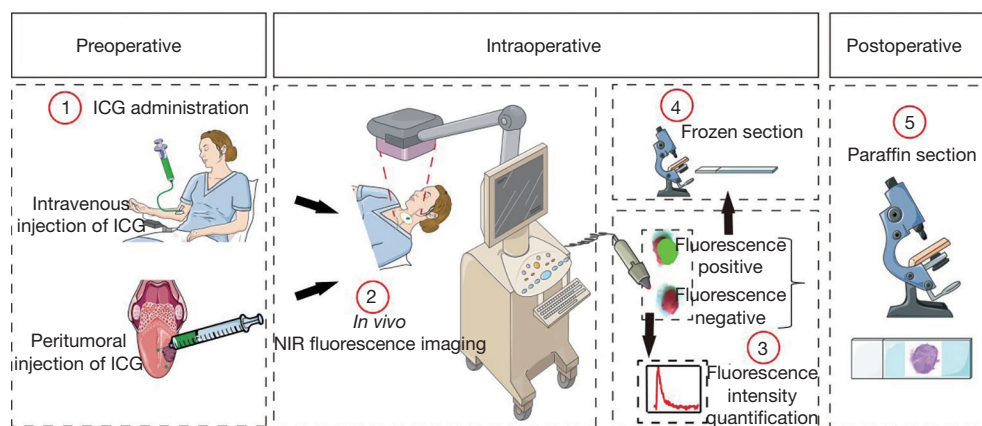 Preoperative
Intraoperative
Postoperative
1
ICG administration
Intravenous
injection of ICG
Peritumoral
injection of ICG
2
In vivo
NIR fluorescence imaging
4
Frozen section
Fluorescence
positive
Fluorescence
negative
3
Fluorescence
intensity
quantification
5
Paraffin section